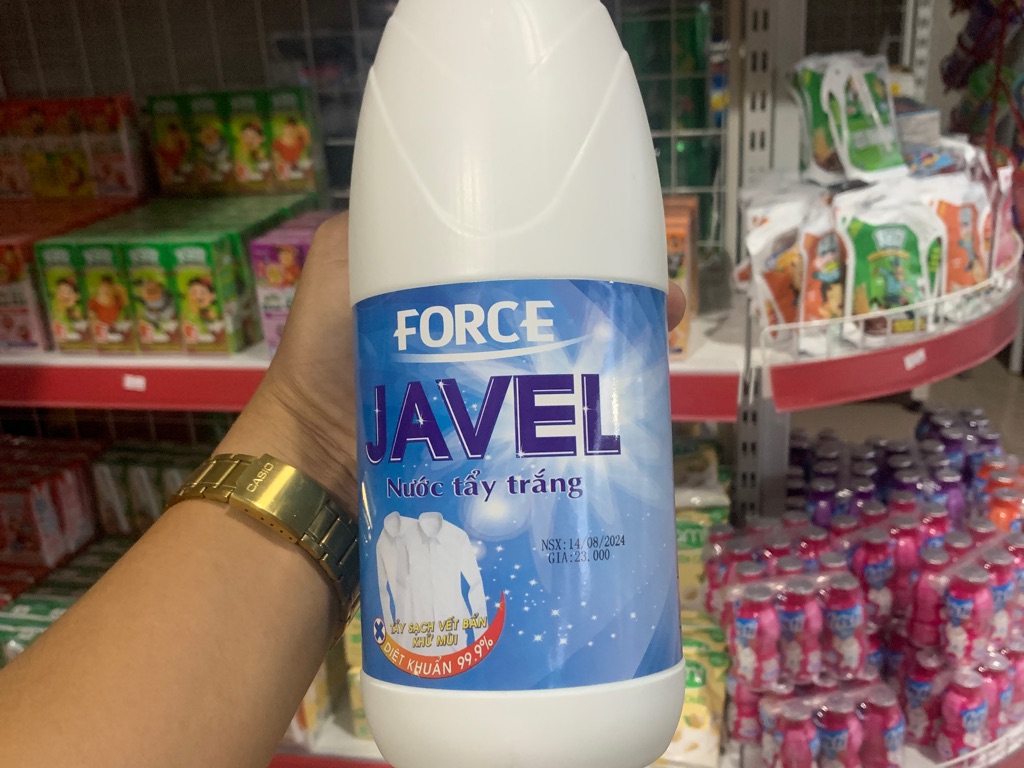 FORCE
JAVEL
Nước tẩy trắng
NSX:14/08/2024
GIA:23.000
TẨY SẠCH VẾT BẨN
KHỬ MÙI
DIỆT KHUẨN 99.9%
CASIO